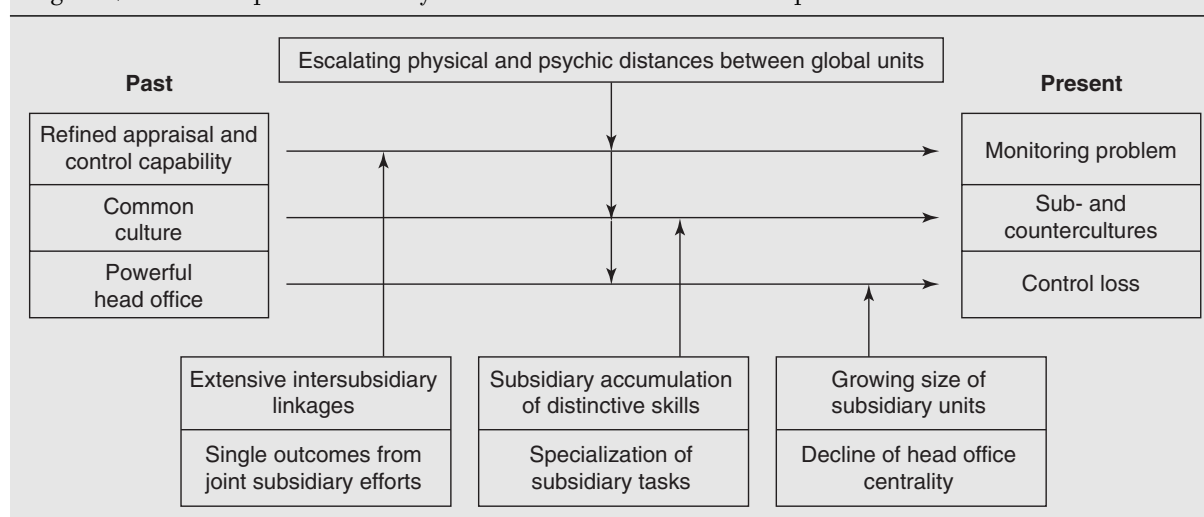 Escalating physical and psychic distances between global units
Past
Present
Refined appraisal and
control capability
Monitoring problem
Common
culture
Sub- and
countercultures
Powerful
head office
Control loss
Extensive intersubsidiary
linkages
Subsidiary accumulation
of distinctive skills
Growing size of
subsidiary units
Single outcomes from
joint subsidiary efforts
Specialization of
subsidiary tasks
Decline of head office
centrality